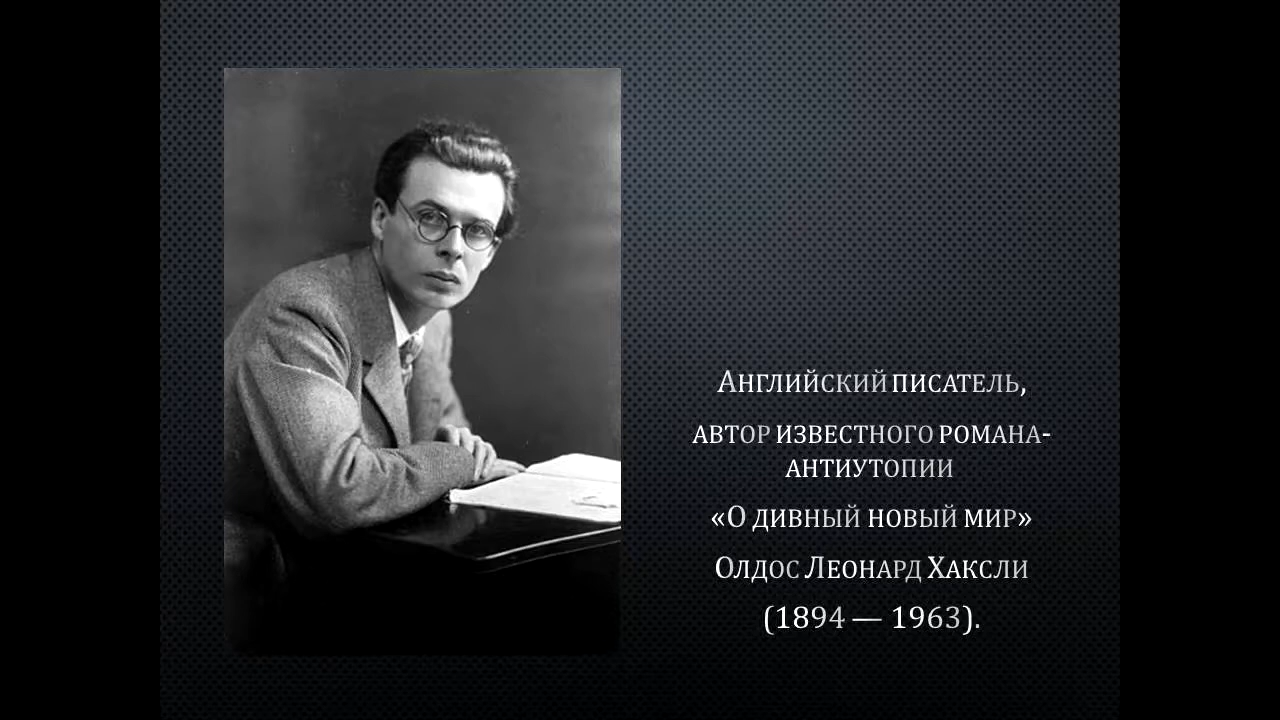 Английский писатель,
автор известного романа-
антиутопии
«О дивный новый мир»
Олдос Леонард Хаксли
(1894 — 1963).